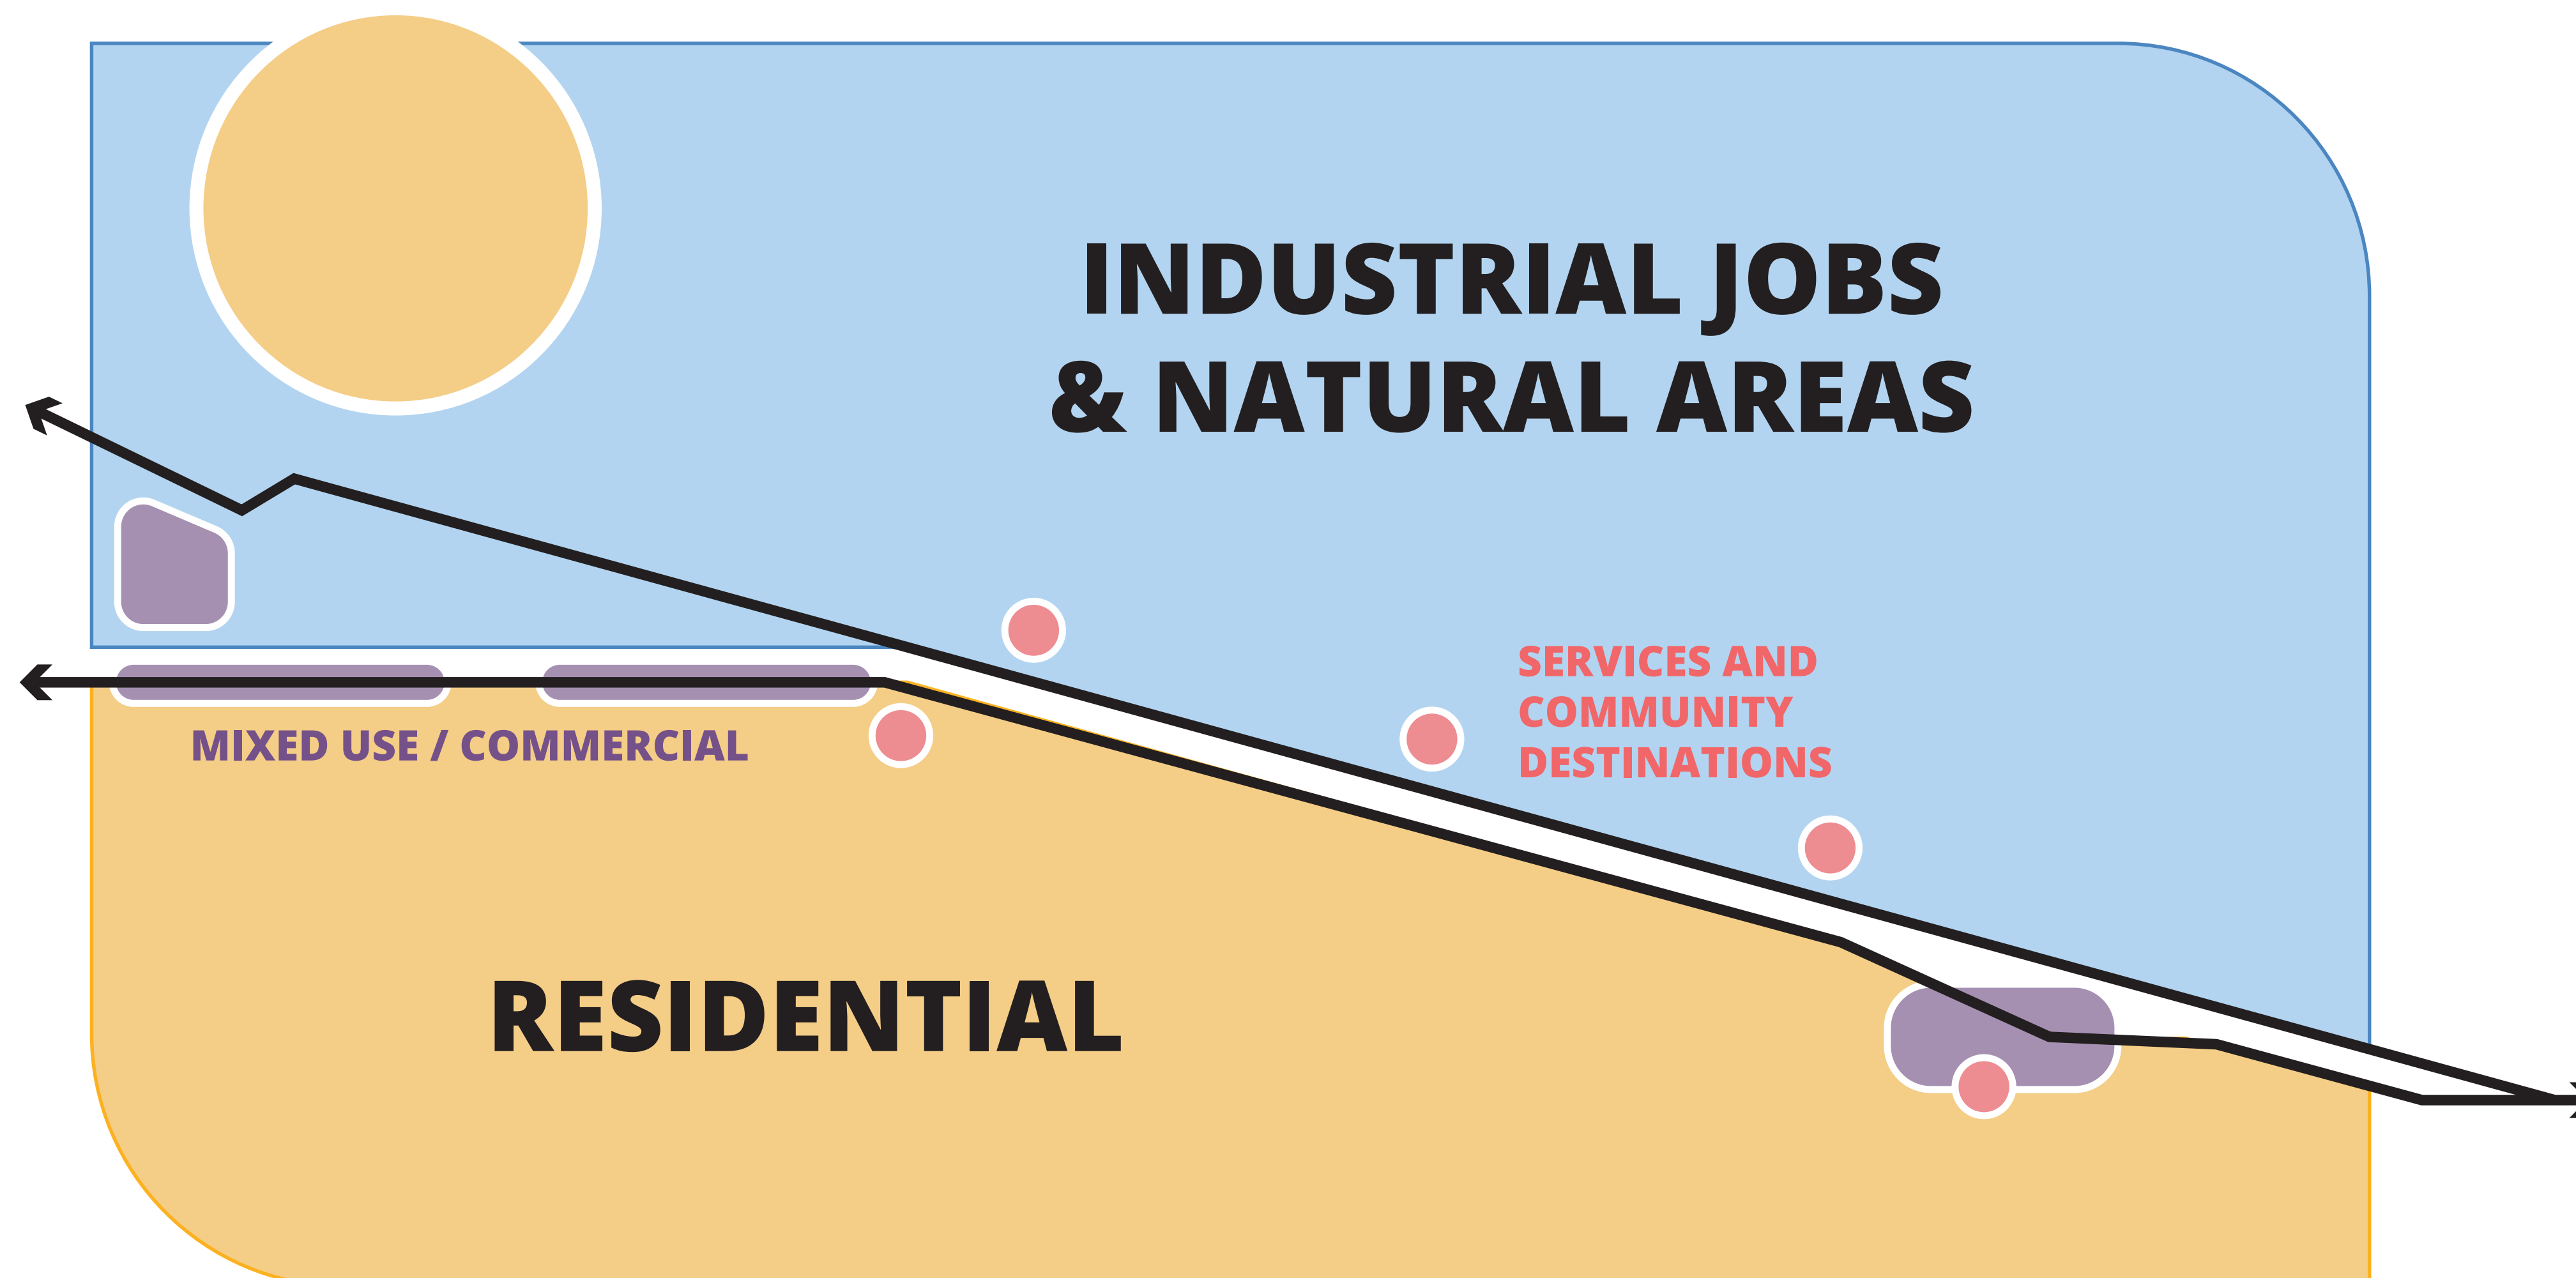 INDUSTRIAL JOBS
& NATURAL AREAS
SERVICES AND
COMMUNITY
DESTINATIONS
MIXED USE / COMMERCIAL
RESIDENTIAL